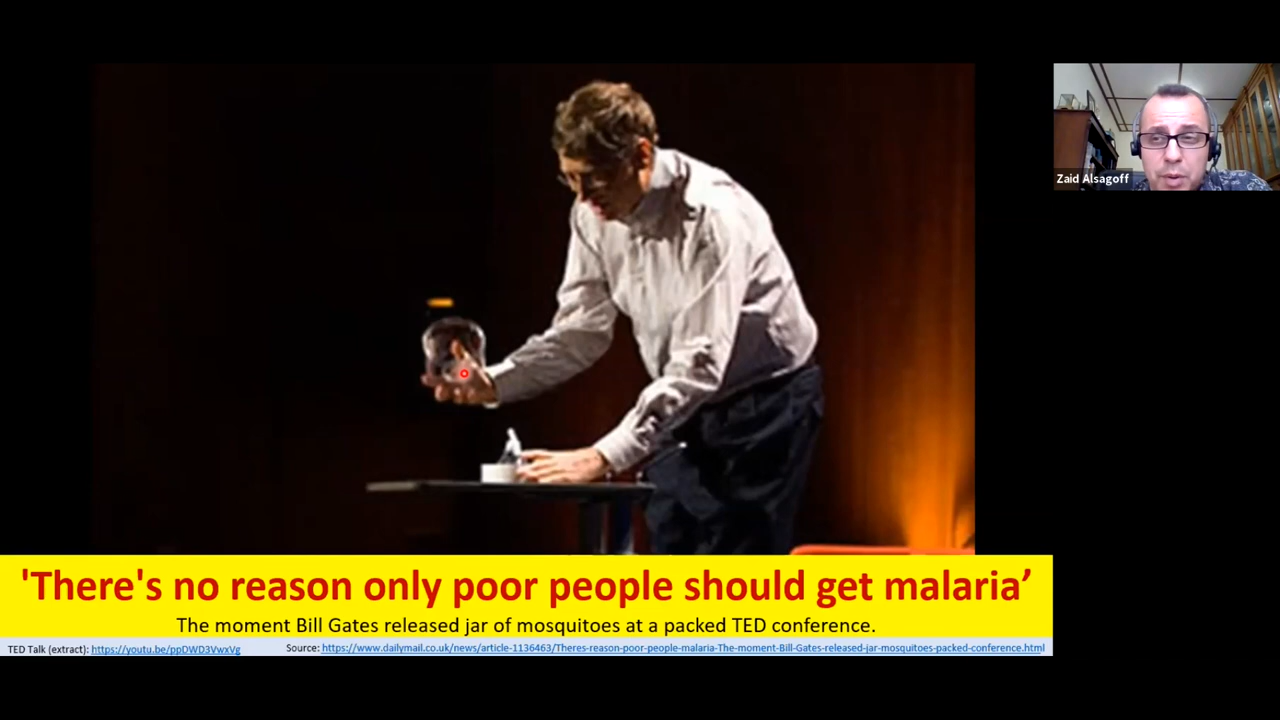 Zaid Alsagoff
'There's no reason only poor people should get malaria’
The moment Bill Gates released jar of mosquitoes at a packed TED conference.
TED Talk (extract): https://youtu.be/ppDWD3VwxVg
Source: https://www.dailymail.co.uk/news/article-1136463/Theres-reason-poor-people-malaria-The-moment-Bill-Gates-released-jar-mosquitoes-packed-conference.html